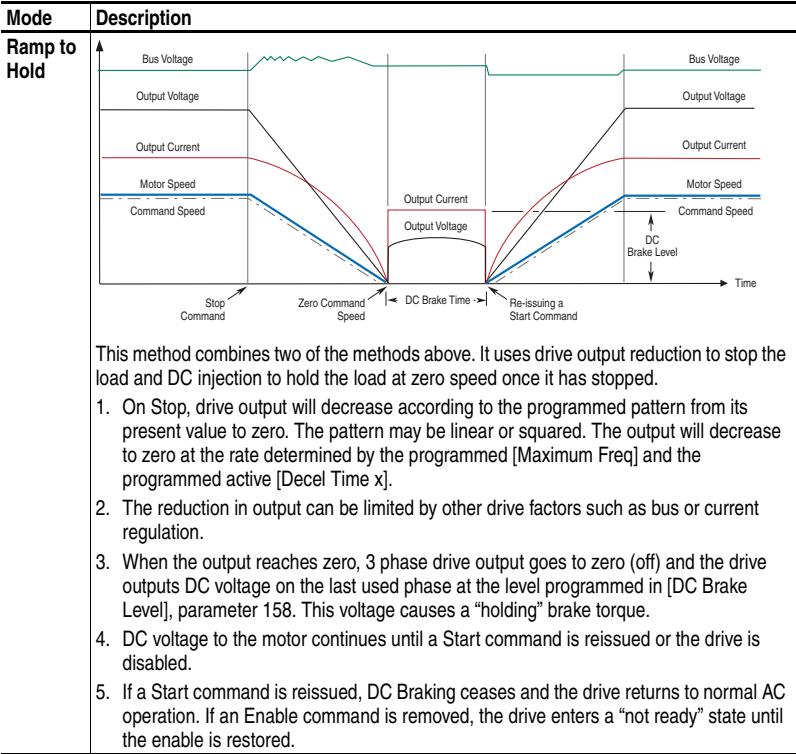 Mode Description
Ramp to
Hold
Bus Voltage
Bus Voltage
Output Voltage
Output Voltage
Output Current
Output Current
Motor Speed
Motor Speed
Command Speed
Command Speed
Output Current
Output Voltage
DC
Brake Level
Time
Stop
Command
Zero Command
Speed
DC Brake Time
Re-issuing a
Start Command
This method combines two of the methods above. It uses drive output reduction to stop the
load and DC injection to hold the load at zero speed once it has stopped.
1. On Stop, drive output will decrease according to the programmed pattern from its
present value to zero. The pattern may be linear or squared. The output will decrease
to zero at the rate determined by the programmed [Maximum Freq] and the
programmed active [Decel Time x].
2. The reduction in output can be limited by other drive factors such as bus or current
regulation.
3. When the output reaches zero, 3 phase drive output goes to zero (off) and the drive
outputs DC voltage on the last used phase at the level programmed in [DC Brake
Level], parameter 158. This voltage causes a “holding” brake torque.
4. DC voltage to the motor continues until a Start command is reissued or the drive is
disabled.
5. If a Start command is reissued, DC Braking ceases and the drive returns to normal AC
operation. If an Enable command is removed, the drive enters a “not ready” state until
the enable is restored.